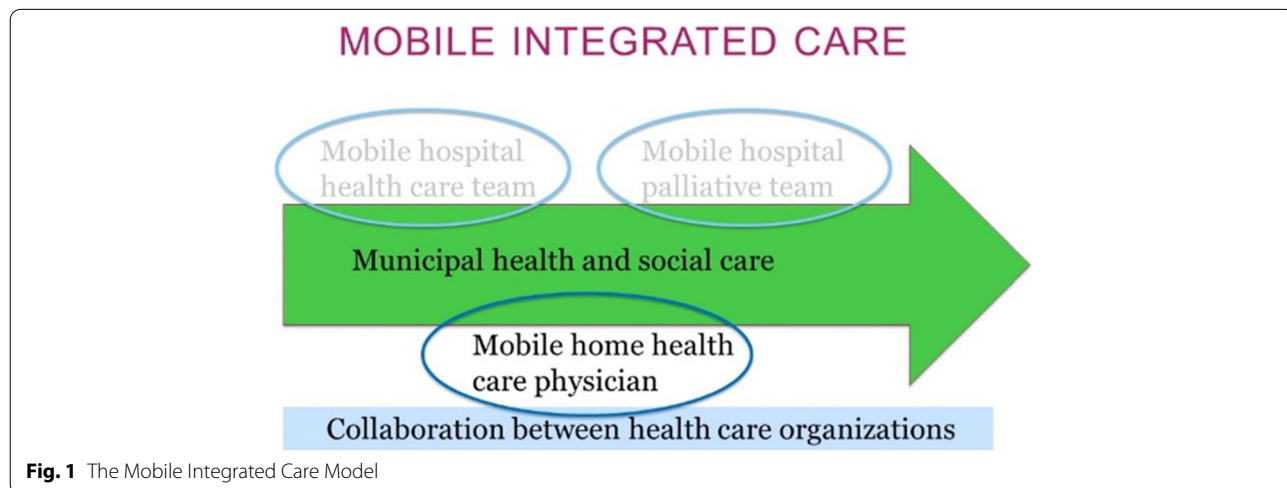 MOBILE INTEGRATED CARE
Mobile hospital
health care team
Mobile hospital
palliative team
Municipal health and social care
Mobile home health
care physician
Collaboration between health care organizations
Fig. 1 The Mobile Integrated Care Model